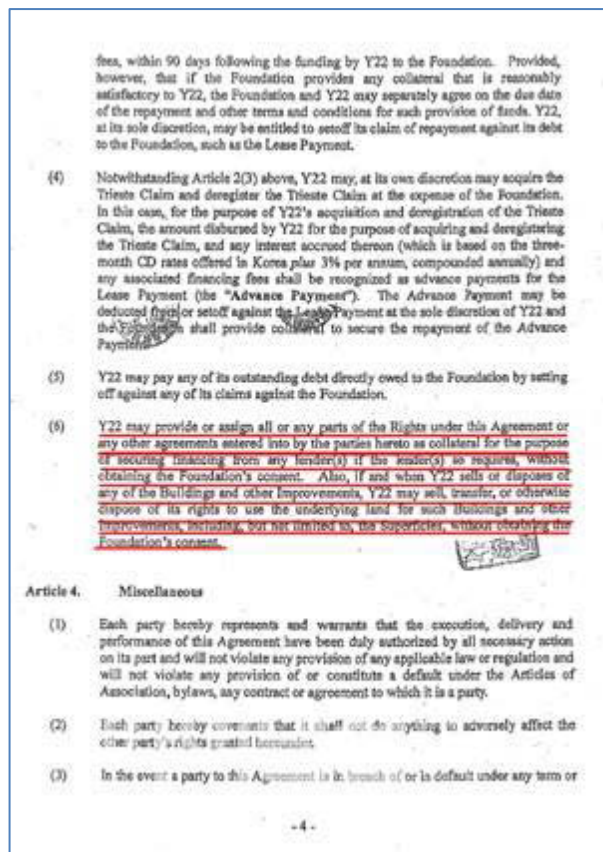 fees, within 90 days following the funding by Y22 to the Foundation. Provided,
however, that if the Foundation provides any collateral that is reasonably
satisfactory to Y22, the Foundation and Y22 may separately agree on the due date
of the repayment and other terms and conditions for such provision of funds. Y22,
at its sole discretion, may be entitled to setoff its claim of repayment against its debt
to the Foundation, such as the Lease Payment.
(4) Notwithstanding Article 2(3) above, Y22 may, at its own discretion may acquire the
Trieste Claim and deregister the Trieste Claim at the expense of the Foundation.
In this case, for the purpose of Y22's acquisition and deregistration of the Trieste
Claim, the amount disbursed by Y22 for the purpose of acquiring and deregistering
the Trieste Claim, and any interest accrued thereon (which is based on the three-
month CD rates offered in Korea plus 3% per annum, compounded annually) and
any associated financing fees shall be recognized as advance payments for the
Lease Payment (the "Advance Payment"). The Advance Payment may be
deducted from or setoff against the Lease Payment at the sole discretion of Y22 and
the Foundation shall provide collateral to secure the repayment of the Advance
Payment.
(5) Y22 may pay any of its outstanding debt directly owed to the Foundation by setting
off against any of its claims against the Foundation.
(6) Y22 may provide or assign all or any parts of the Rights under this Agreement or
any other agreements entered into by the parties hereto as collateral for the purpose
of securing financing from any lender(s) if the lender(s) so requires, without
obtaining the Foundation's consent. Also, if and when Y22 sells or disposes of
any of the Buildings and other Improvements, Y22 may sell, transfer, or otherwise
dispose of its rights to use the underlying land for such Buildings and other
Improvements, including, but not limited to, the Superficies, without obtaining the
Foundation's consent.
Article 4. Miscellaneous
(1) Each party hereby represents and warrants that the execution, delivery and
performance of this Agreement have been duly authorized by all necessary action
on its part and will not violate any provision of any applicable law or regulation and
will not violate any provision of or constitute a default under the Articles of
Association, bylaws, any contract or agreement to which it is a party.
(2) Each party hereby covenants that it shall not do anything to adversely affect the
other party's rights granted hereunder.
(3) In the event a party to this Agreement is in breach of or in default under any term or
- 4 -